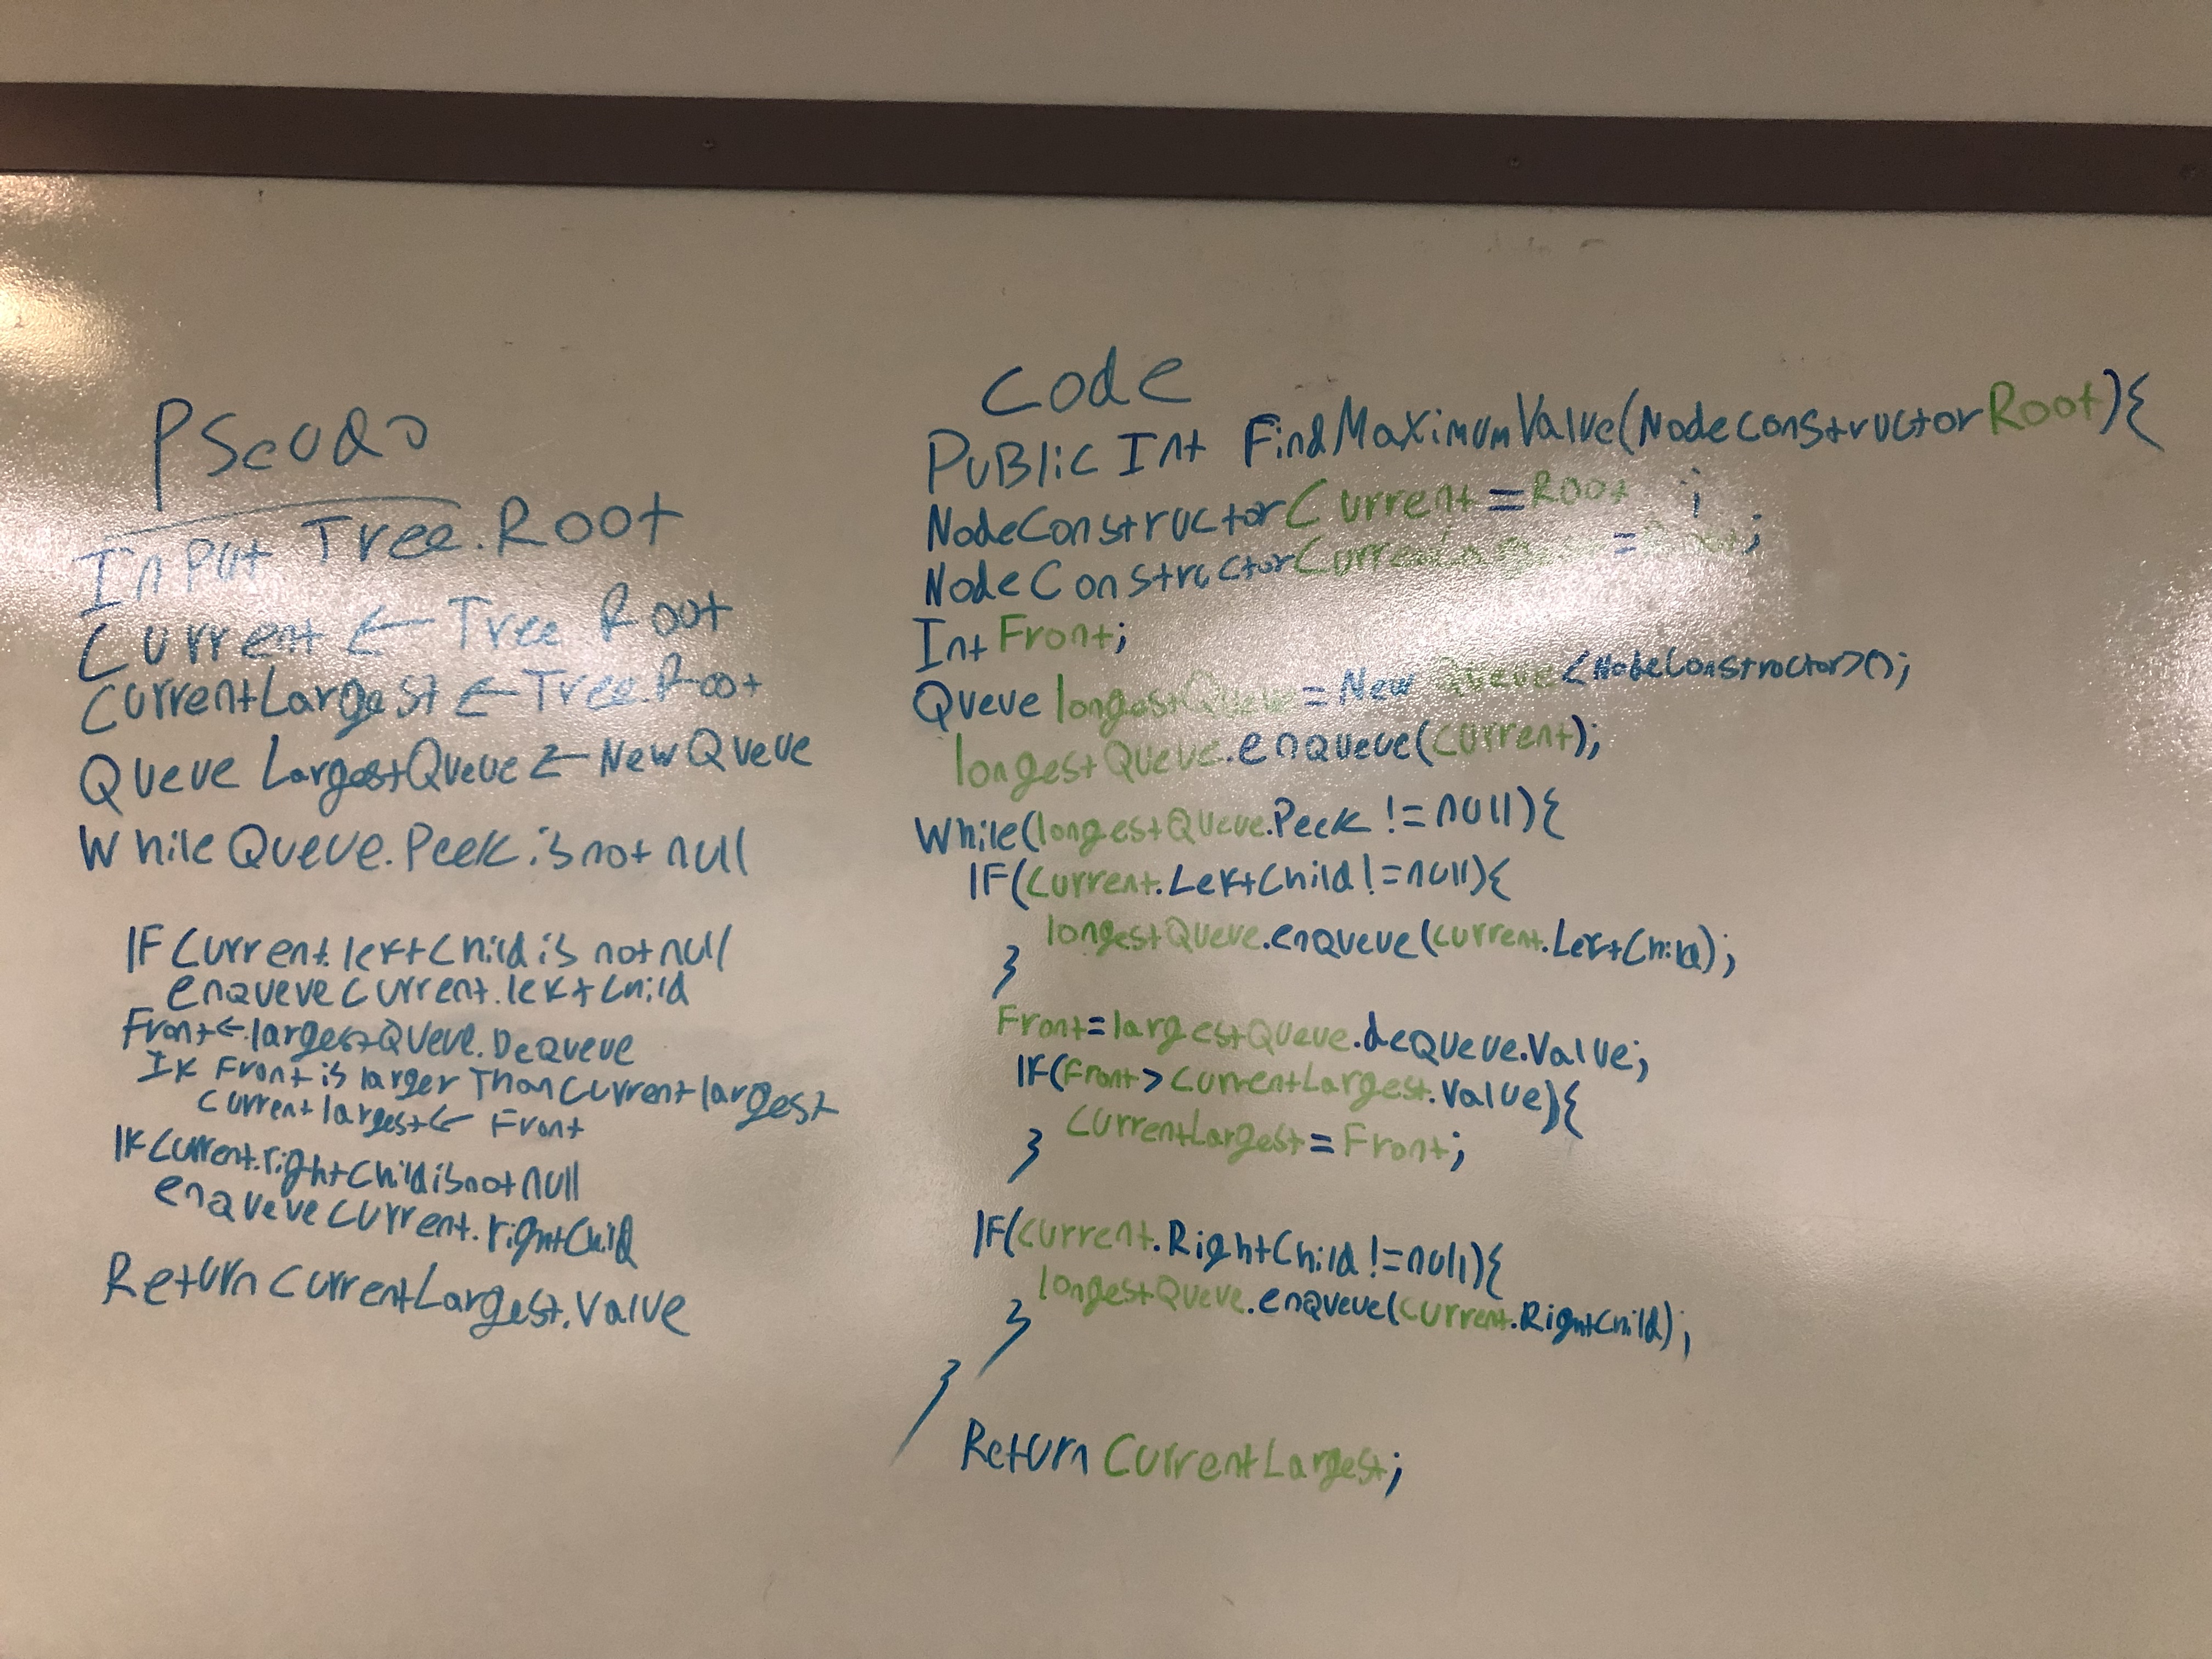 Pseudo
Input Tree.Root
Current ← Tree.Root
CurrentLargest ← Tree.Root
Queue LargestQueue ← New Queue
While Queue.Peek is not null
IF Current.leftChild is not null
enqueue current.leftChild
Front ← largestQueue.Dequeue
If Front is larger Than Current largest
current largest ← Front
If Current.rightChild is not null
enqueue current.rightChild
Return CurrentLargest.Value
Code
Public Int FindMaximumValue(NodeConstructor Root){
NodeConstructor Current = Root ;
NodeConstructor CurrentLargest = Root;
Int Front;
Queue longestQueue = New Queue <NodeConstructor>();
longestQueue.enqueue(current);
While(longestQueue.Peek != null){
IF(Current.LeftChild != null){
longestQueue.enqueue(current.LeftChild);
}
Front = largestQueue.deQueue.Value;
IF(Front > CurrentLargest.Value){
CurrentLargest = Front;
}
IF(current.RightChild != null){
longestQueue.enqueue(current.RightChild);
}
}
Return CurrentLargest;